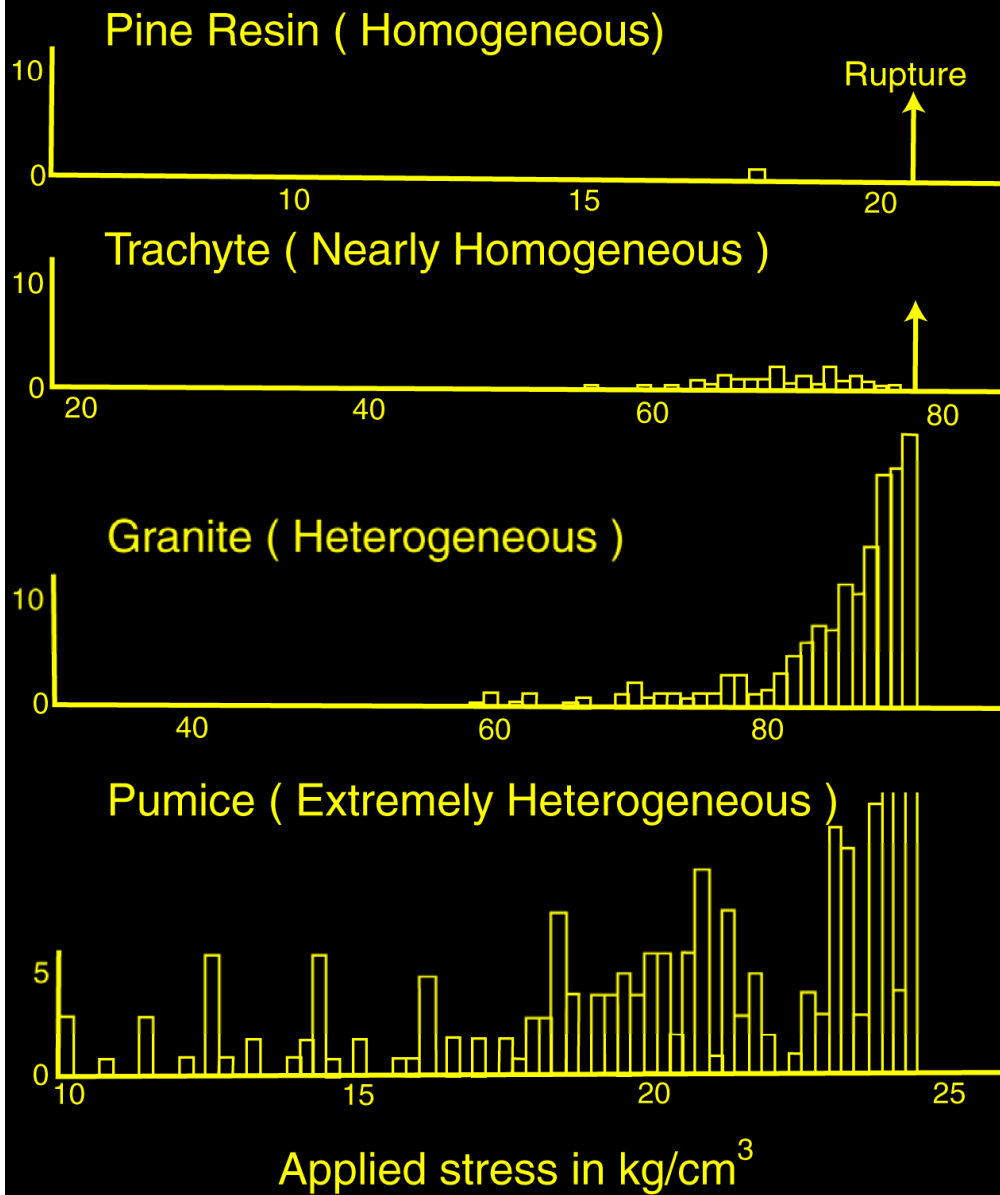 Pine Resin ( Homogeneous)
10
Rupture
0
10 15 20
Trachyte ( Nearly Homogeneous )
10
0
20 40 60 80
Granite ( Heterogeneous )
10
0
40 60 80
Pumice ( Extremely Heterogeneous )
5
0
10 15 20 25
Applied stress in kg/cm³